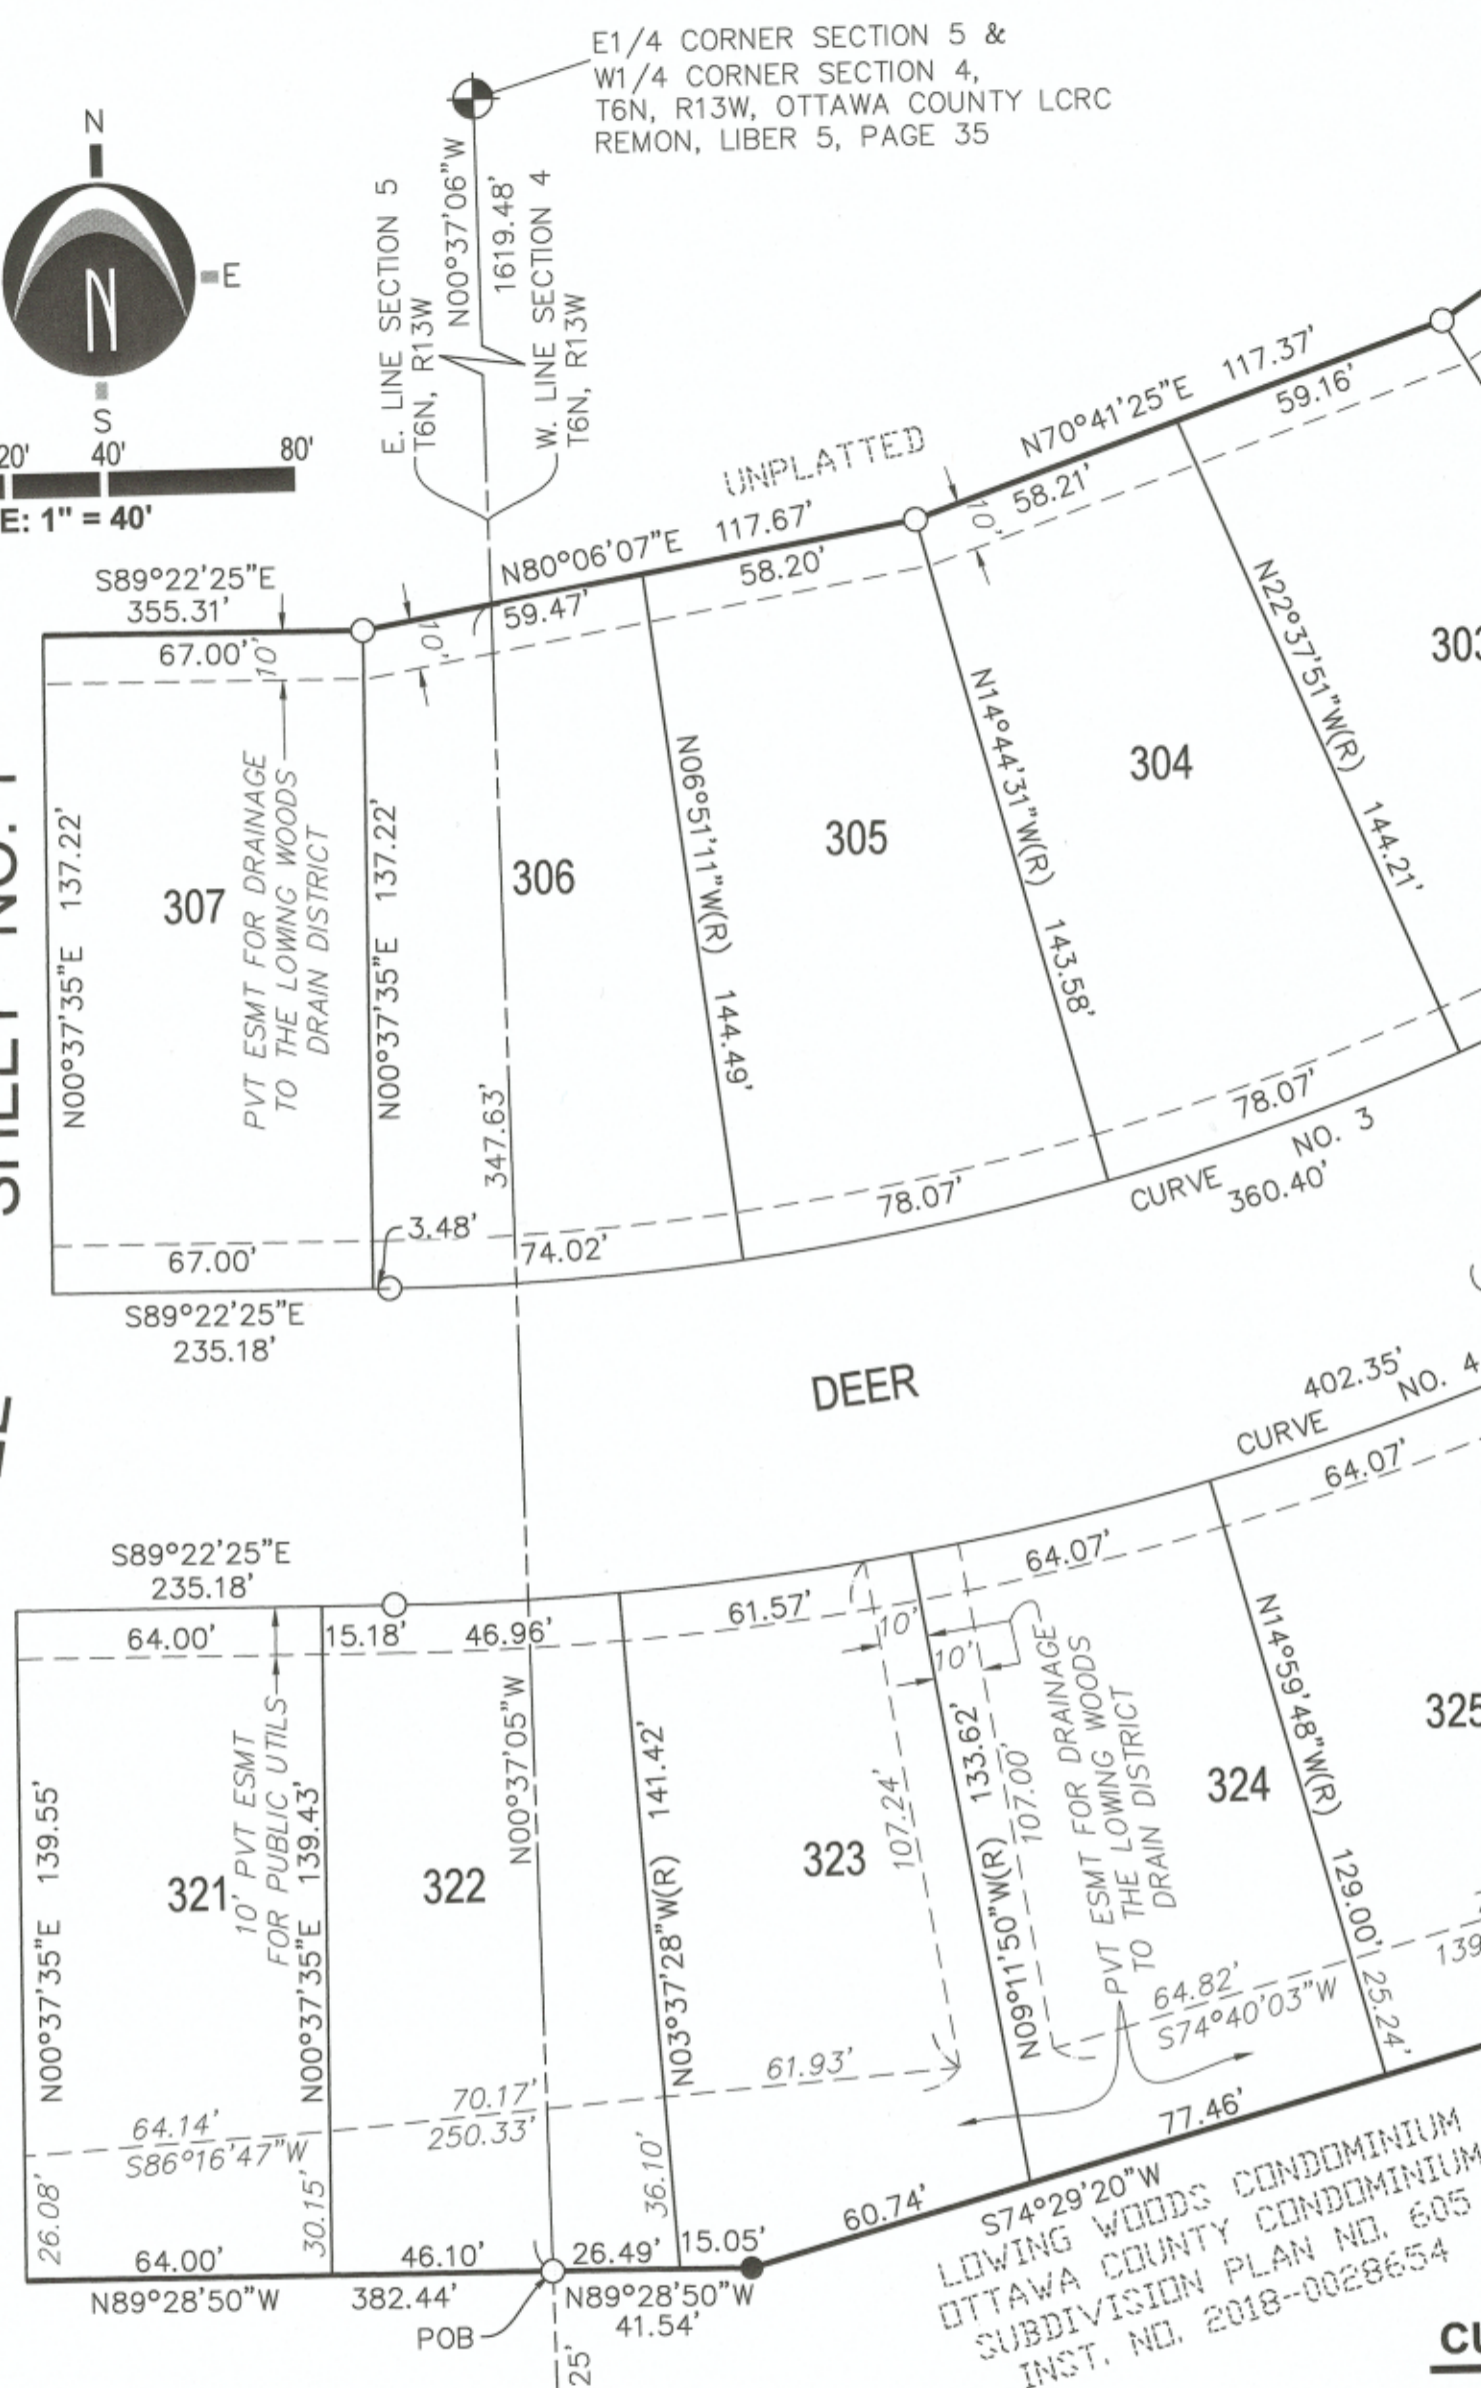 E1/4 CORNER SECTION 5 &
W1/4 CORNER SECTION 4,
T6N, R13W, OTTAWA COUNTY LCRC
REMON, LIBER 5, PAGE 35
N
N
E
S
20' 40' 80'
E: 1" = 40'
E. LINE SECTION 5
T6N, R13W
N00°37'06"W
1619.48'
W. LINE SECTION 4
T6N, R13W
UNPLATTED
N70°41'25"E 117.37'
58.21' 59.16'
10'
N80°06'07"E 117.67'
59.47' 58.20'
10'
S89°22'25"E
355.31'
67.00'
10'
SHEET NO. 1
N00°37'35"E 137.22'
307
PVT ESMT FOR DRAINAGE
TO THE LOWING WOODS
DRAIN DISTRICT
N00°37'35"E 137.22'
306
347.63'
N06°51'11"W(R) 144.49'
305
N14°44'31"W(R) 143.58'
304
N22°37'51"W(R) 144.21'
303
3.48'
67.00'
74.02'
78.07'
78.07'
CURVE NO. 3
360.40'
S89°22'25"E
235.18'
DEER
402.35'
CURVE NO. 4
S89°22'25"E
235.18'
64.00'
15.18'
46.96'
61.57'
64.07'
64.07'
10'
10'
N00°37'35"E 139.55'
321
10' PVT ESMT
FOR PUBLIC UTILS
N00°37'35"E 139.43'
322
N00°37'05"W
N03°37'28"W(R) 141.42'
323
107.24'
N09°11'50"W(R) 133.62'
107.00'
PVT ESMT FOR DRAINAGE
TO THE LOWING WOODS
DRAIN DISTRICT
324
N14°59'48"W(R) 129.00'
325
64.82'
S74°40'03"W
139
25.24'
61.93'
70.17'
250.33'
64.14'
S86°16'47"W
26.08'
30.15'
36.10'
64.00'
46.10'
26.49'
15.05'
60.74'
77.46'
S74°29'20"W
N89°28'50"W
382.44'
N89°28'50"W
41.54'
POB
25'
LOWING WOODS CONDOMINIUM
OTTAWA COUNTY CONDOMINIUM
SUBDIVISION PLAN NO. 605
INST. NO. 2018-0028654
CU